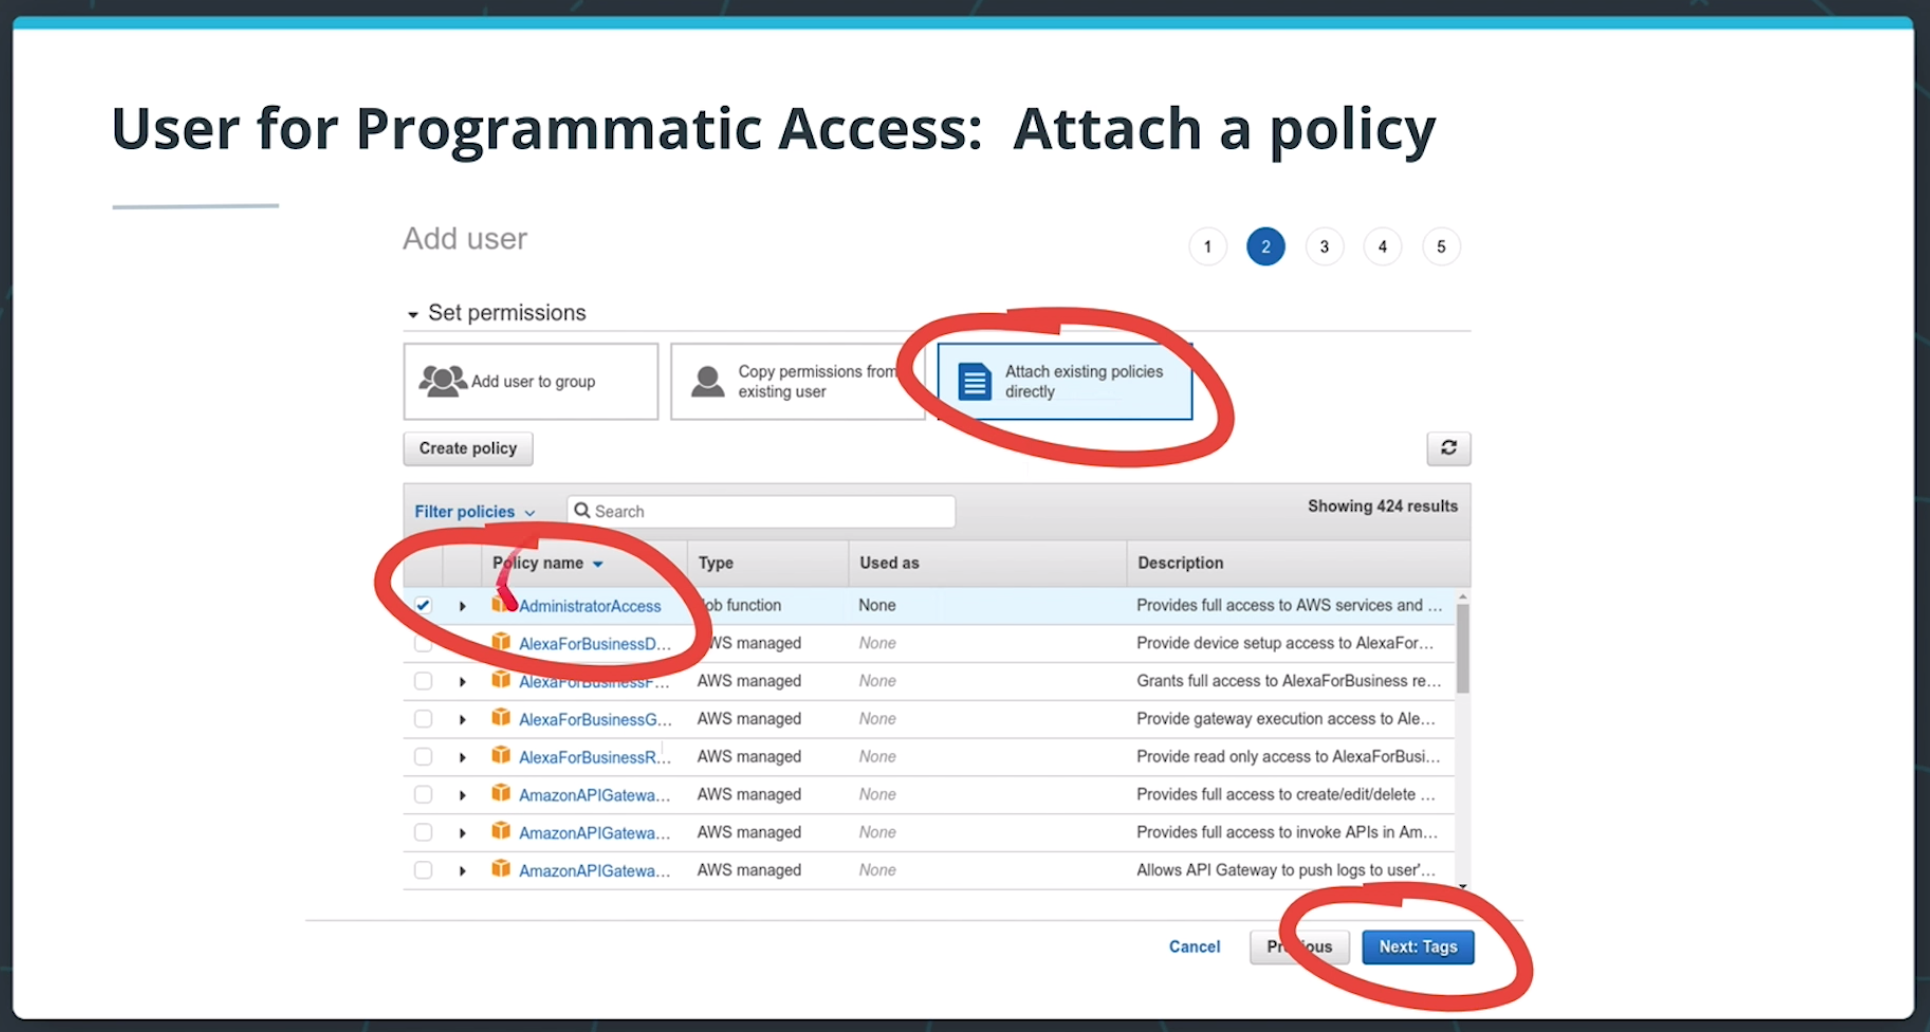 User for Programmatic Access: Attach a policy
Add user
1 2 3 4 5
Set permissions
Add user to group
Copy permissions from
existing user
Attach existing policies
directly
Create policy
Filter policies
Search
Showing 424 results
Policy name Type Used as Description
AdministratorAccess Job function None Provides full access to AWS services and ...
AlexaForBusinessD... AWS managed None Provide device setup access to AlexaFor...
AlexaForBusinessF... AWS managed None Grants full access to AlexaForBusiness re...
AlexaForBusinessG... AWS managed None Provide gateway execution access to Ale...
AlexaForBusinessR... AWS managed None Provide read only access to AlexaForBusi...
AmazonAPIGatewa... AWS managed None Provides full access to create/edit/delete ...
AmazonAPIGatewa... AWS managed None Provides full access to invoke APIs in Am...
AmazonAPIGatewa... AWS managed None Allows API Gateway to push logs to user'...
Cancel Previous Next: Tags